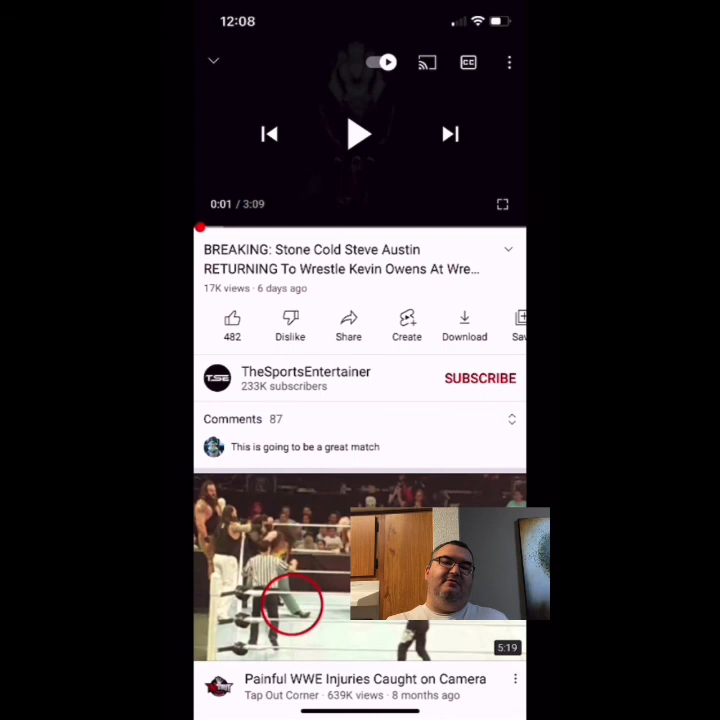 12:08
CC
0:01 / 3:09
BREAKING: Stone Cold Steve Austin
RETURNING To Wrestle Kevin Owens At Wre...
17K views · 6 days ago
482 Dislike Share Create Download Sav
TSE
TheSportsEntertainer
233K subscribers
SUBSCRIBE
Comments 87
This is going to be a great match
5:19
Painful WWE Injuries Caught on Camera
Tap Out Corner · 639K views · 8 months ago